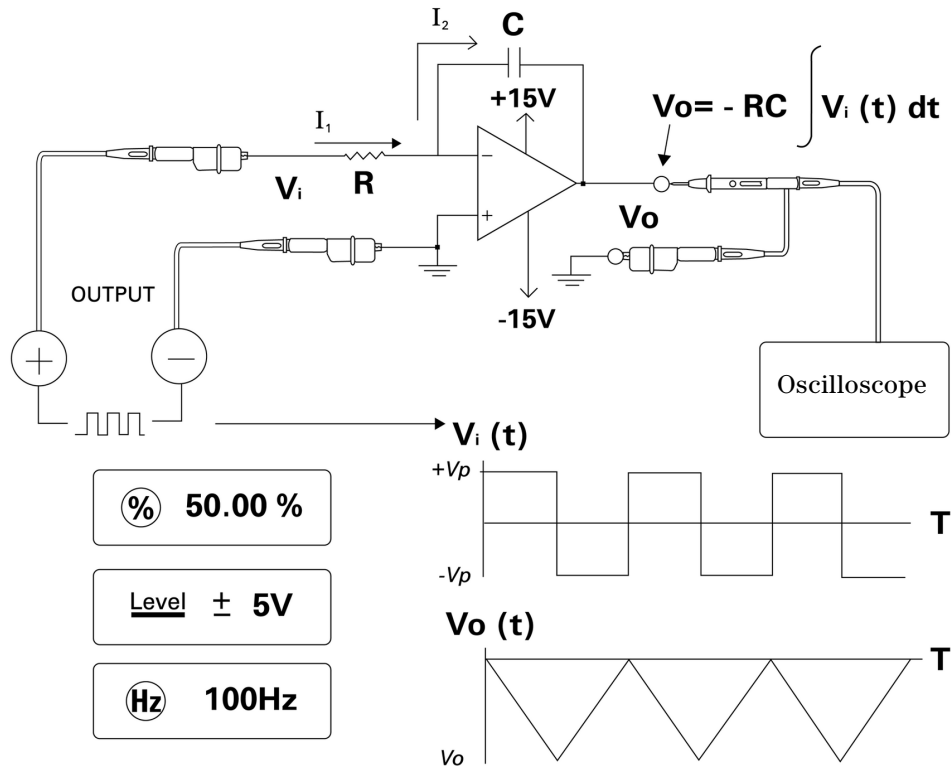 I₂
C
+15V
Vo= - RC ∫ Vᵢ (t) dt
I₁
−
Vᵢ
R
+
Vo
-15V
OUTPUT
+
−
Oscilloscope
Vᵢ (t)
+Vp
T
-Vp
% 50.00 %
Level ± 5V
Hz 100Hz
Vo (t)
T
Vo